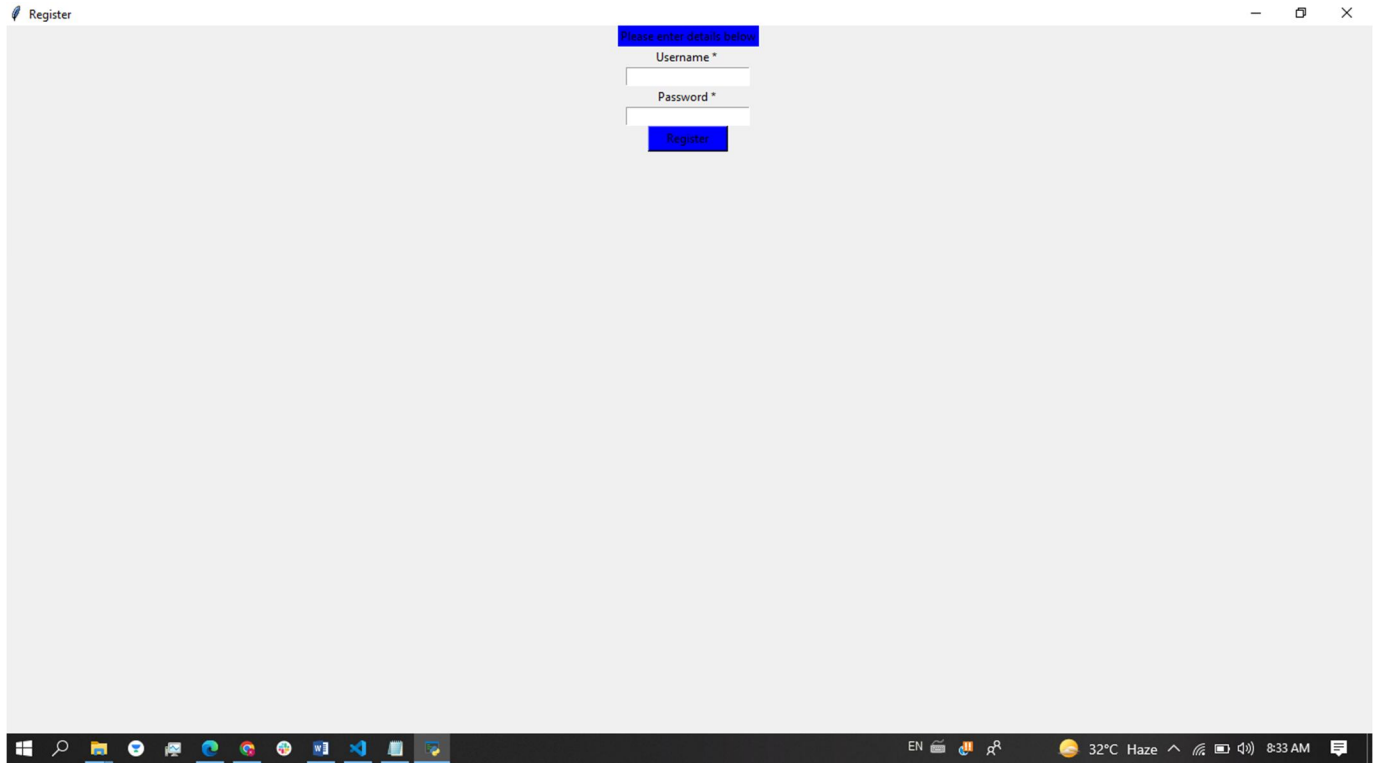 Register
Please enter details below
Username *
Password *
Register
EN 32°C Haze 8:33 AM